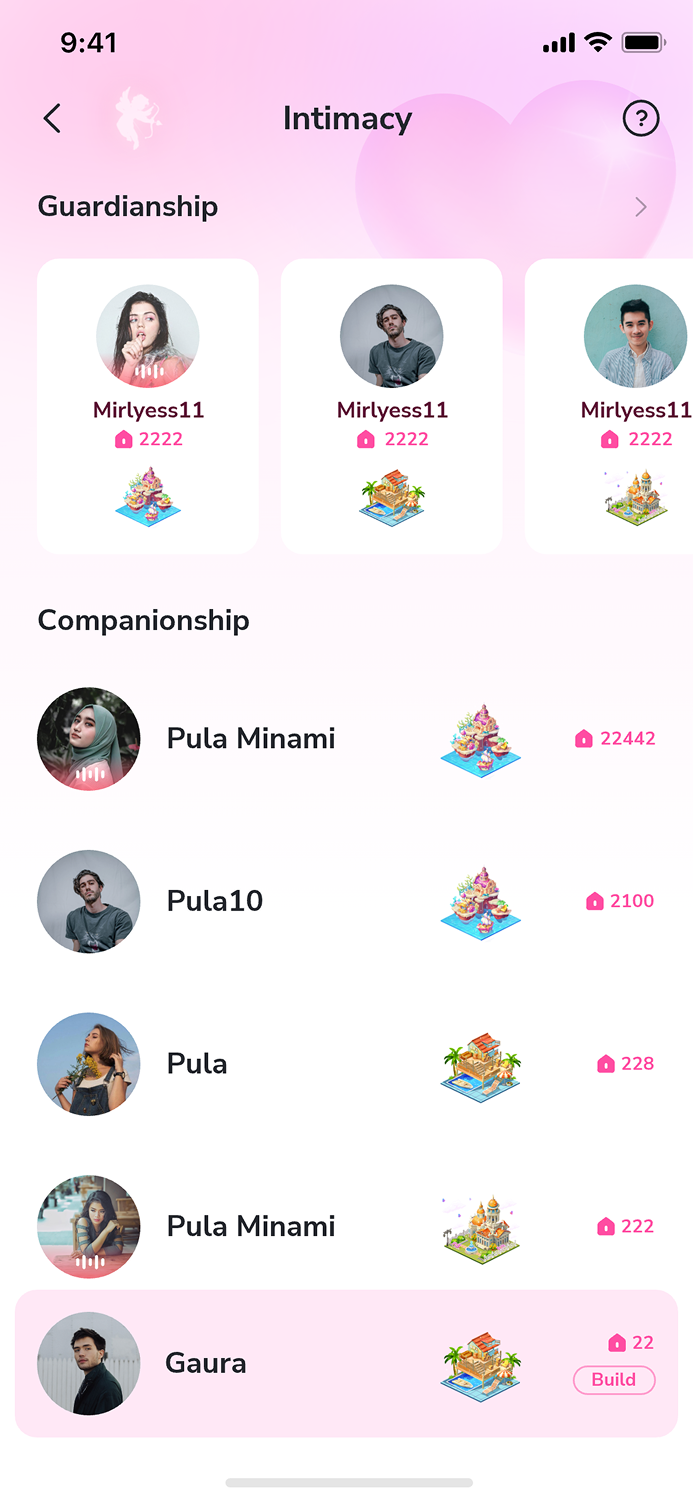 9:41
Intimacy
?
Guardianship
Mirlyess11
2222
Mirlyess11
2222
Mirlyess11
2222
Companionship
Pula Minami
22442
Pula10
2100
Pula
228
Pula Minami
222
Gaura
22
Build